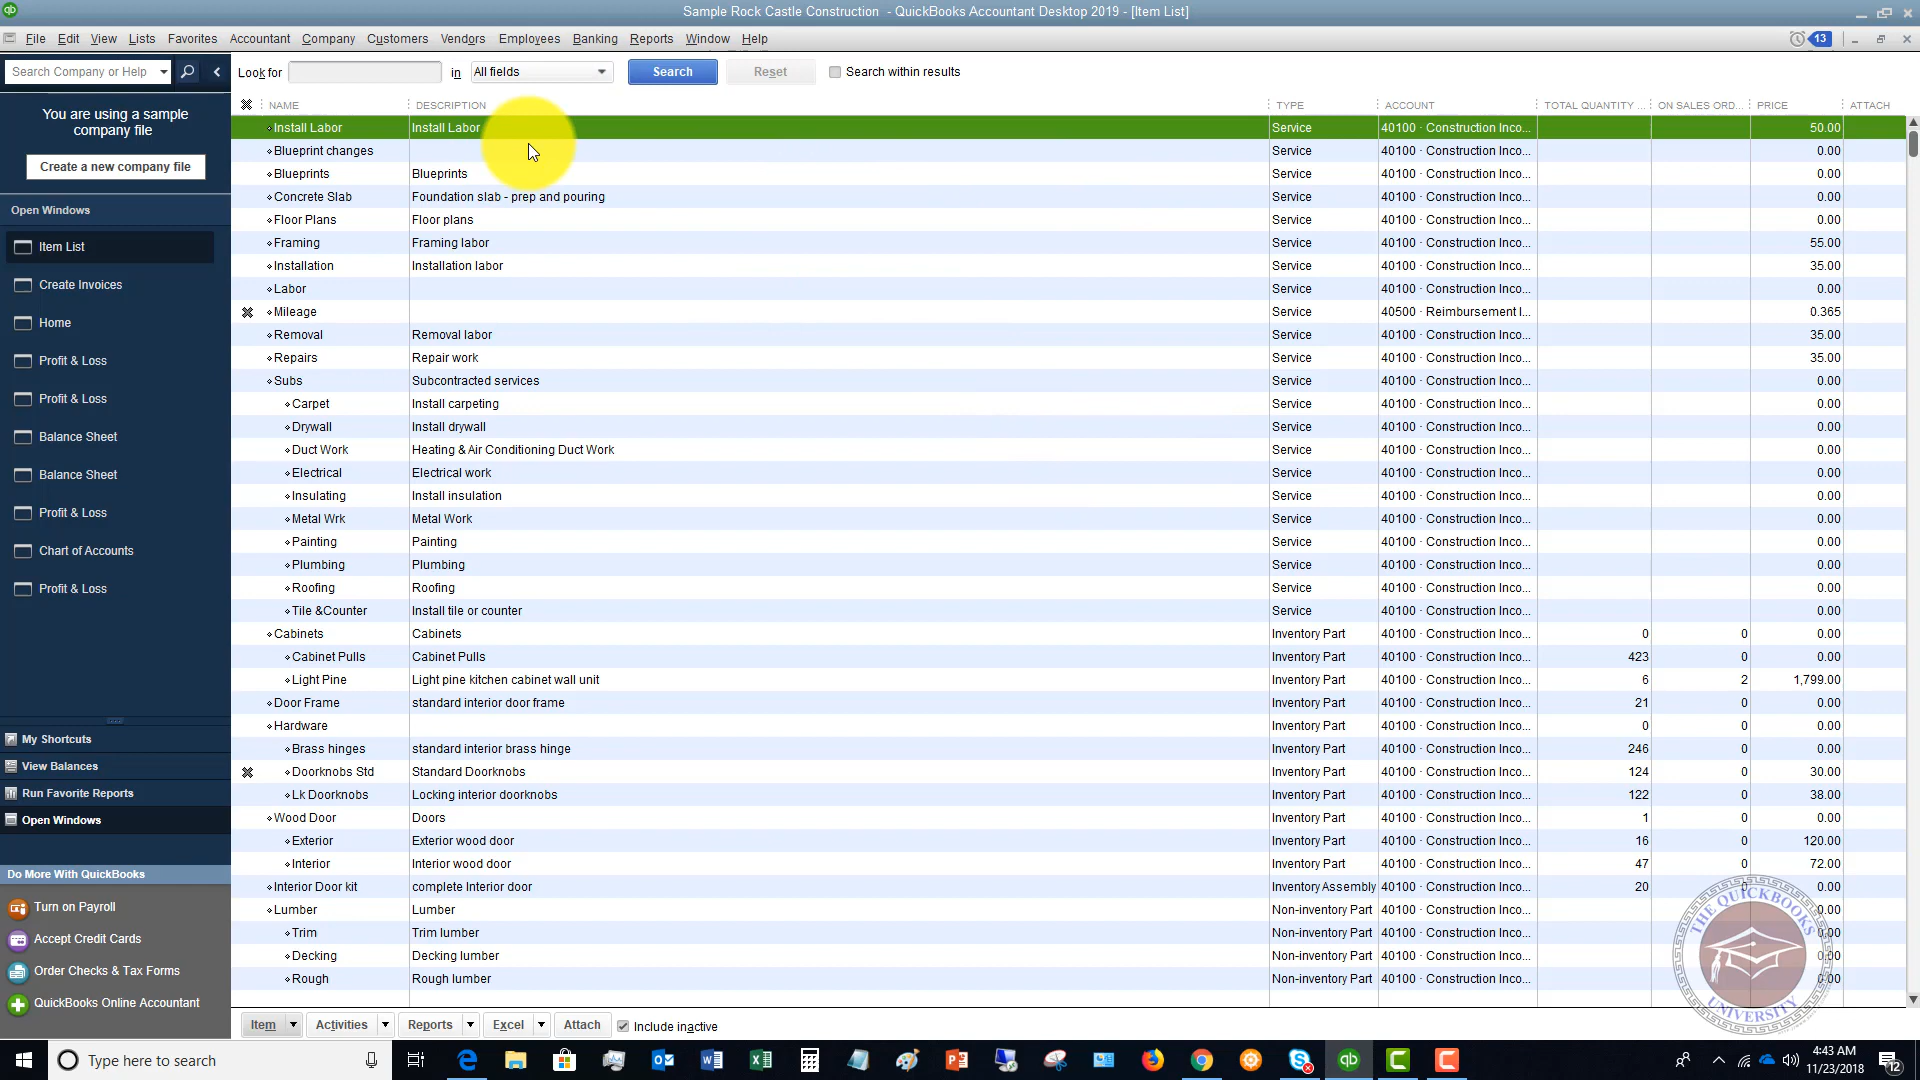 Sample Rock Castle Construction - QuickBooks Accountant Desktop 2019 - [Item List]
File Edit View Lists Favorites Accountant Company Customers Vendors Employees Banking Reports Window Help 13
Search Company or Help
Look for in All fields Search Reset Search within results
You are using a sample
company file
Create a new company file
Open Windows
Item List
Create Invoices
Home
Profit & Loss
Profit & Loss
Balance Sheet
Balance Sheet
Profit & Loss
Chart of Accounts
Profit & Loss
My Shortcuts
View Balances
Run Favorite Reports
Open Windows
Do More With QuickBooks
Turn on Payroll
Accept Credit Cards
Order Checks & Tax Forms
QuickBooks Online Accountant
NAME DESCRIPTION TYPE ACCOUNT TOTAL QUANTITY ... ON SALES ORD... PRICE ATTACH
Install Labor Install Labor Service 40100 · Construction Inco... 50.00
Blueprint changes Service 40100 · Construction Inco... 0.00
Blueprints Blueprints Service 40100 · Construction Inco... 0.00
Concrete Slab Foundation slab - prep and pouring Service 40100 · Construction Inco... 0.00
Floor Plans Floor plans Service 40100 · Construction Inco... 0.00
Framing Framing labor Service 40100 · Construction Inco... 55.00
Installation Installation labor Service 40100 · Construction Inco... 35.00
Labor Service 40100 · Construction Inco... 0.00
Mileage Service 40500 · Reimbursement I... 0.365
Removal Removal labor Service 40100 · Construction Inco... 35.00
Repairs Repair work Service 40100 · Construction Inco... 35.00
Subs Subcontracted services Service 40100 · Construction Inco... 0.00
Carpet Install carpeting Service 40100 · Construction Inco... 0.00
Drywall Install drywall Service 40100 · Construction Inco... 0.00
Duct Work Heating & Air Conditioning Duct Work Service 40100 · Construction Inco... 0.00
Electrical Electrical work Service 40100 · Construction Inco... 0.00
Insulating Install insulation Service 40100 · Construction Inco... 0.00
Metal Wrk Metal Work Service 40100 · Construction Inco... 0.00
Painting Painting Service 40100 · Construction Inco... 0.00
Plumbing Plumbing Service 40100 · Construction Inco... 0.00
Roofing Roofing Service 40100 · Construction Inco... 0.00
Tile &Counter Install tile or counter Service 40100 · Construction Inco... 0.00
Cabinets Cabinets Inventory Part 40100 · Construction Inco... 0 0 0.00
Cabinet Pulls Cabinet Pulls Inventory Part 40100 · Construction Inco... 423 0 0.00
Light Pine Light pine kitchen cabinet wall unit Inventory Part 40100 · Construction Inco... 6 2 1,799.00
Door Frame standard interior door frame Inventory Part 40100 · Construction Inco... 21 0 0.00
Hardware Inventory Part 40100 · Construction Inco... 0 0 0.00
Brass hinges standard interior brass hinge Inventory Part 40100 · Construction Inco... 246 0 0.00
Doorknobs Std Standard Doorknobs Inventory Part 40100 · Construction Inco... 124 0 30.00
Lk Doorknobs Locking interior doorknobs Inventory Part 40100 · Construction Inco... 122 0 38.00
Wood Door Doors Inventory Part 40100 · Construction Inco... 1 0 0.00
Exterior Exterior wood door Inventory Part 40100 · Construction Inco... 16 0 120.00
Interior Interior wood door Inventory Part 40100 · Construction Inco... 47 0 72.00
Interior Door kit complete Interior door Inventory Assembly 40100 · Construction Inco... 20 0 0.00
Lumber Lumber Non-inventory Part 40100 · Construction Inco... 0.00
Trim Trim lumber Non-inventory Part 40100 · Construction Inco... 0.00
Decking Decking lumber Non-inventory Part 40100 · Construction Inco... 0.00
Rough Rough lumber Non-inventory Part 40100 · Construction Inco... 0.00
THE QUICKBOOKS UNIVERSITY
Item Activities Reports Excel Attach Include inactive
Type here to search
4:43 AM
11/23/2018
12